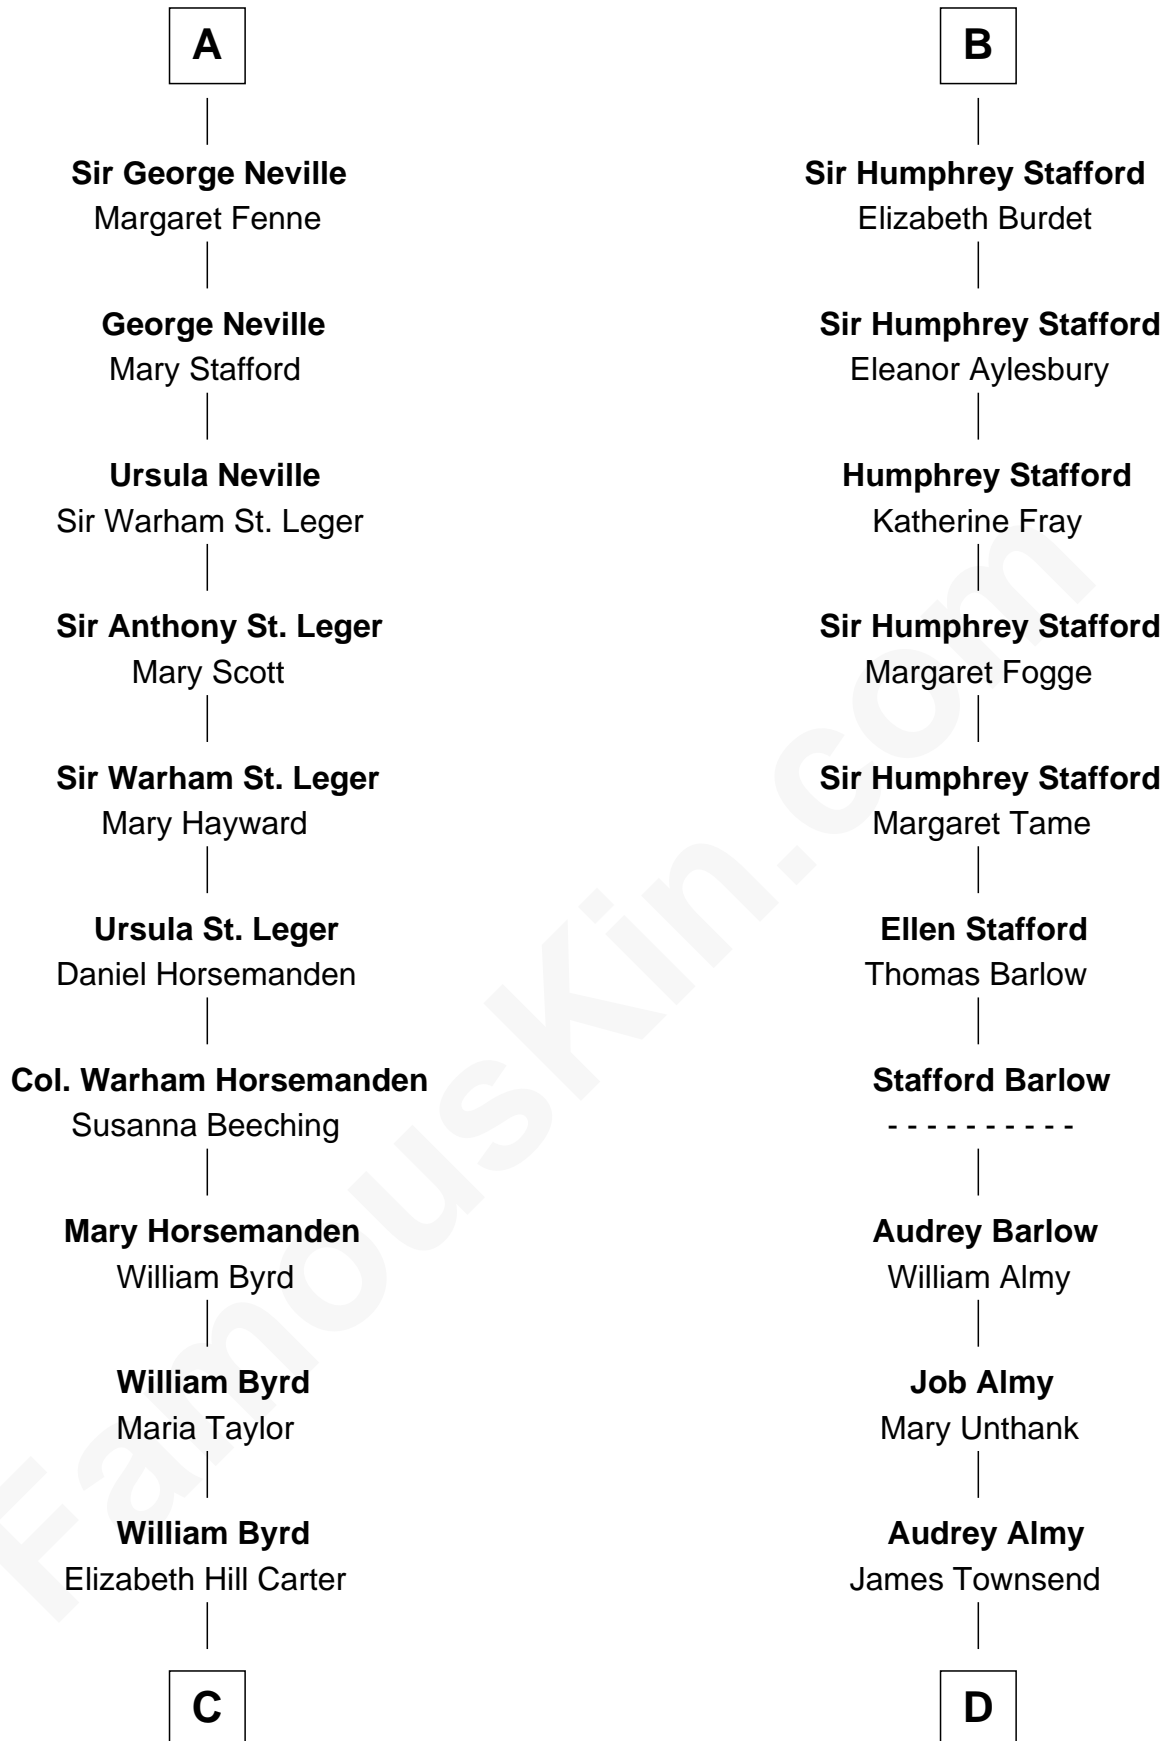 A
Sir George Neville
Margaret Fenne
George Neville
Mary Stafford
Ursula Neville
Sir Warham St. Leger
Sir Anthony St. Leger
Mary Scott
Sir Warham St. Leger
Mary Hayward
Ursula St. Leger
Daniel Horsemanden
Col. Warham Horsemanden
Susanna Beeching
Mary Horsemanden
William Byrd
William Byrd
Maria Taylor
William Byrd
Elizabeth Hill Carter
C
B
Sir Humphrey Stafford
Elizabeth Burdet
Sir Humphrey Stafford
Eleanor Aylesbury
Humphrey Stafford
Katherine Fray
Sir Humphrey Stafford
Margaret Fogge
Sir Humphrey Stafford
Margaret Tame
Ellen Stafford
Thomas Barlow
Stafford Barlow
- - - - - - - - - -
Audrey Barlow
William Almy
Job Almy
Mary Unthank
Audrey Almy
James Townsend
D
FamousKin.com